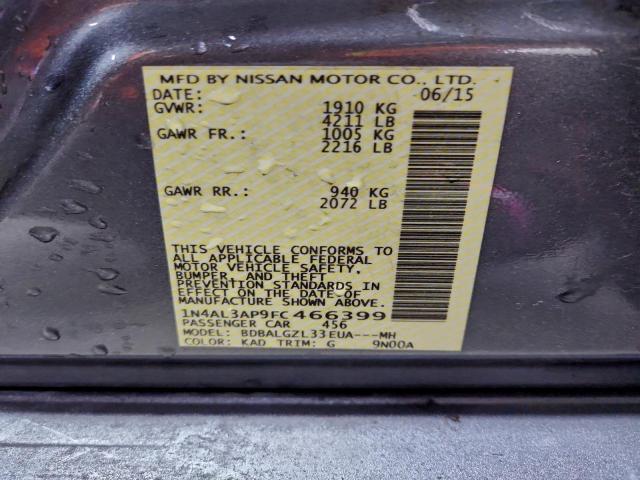 MFD BY NISSAN MOTOR CO., LTD.
DATE: 06/15
GVWR: 1910 KG
4211 LB
GAWR FR.: 1005 KG
2216 LB
GAWR RR.: 940 KG
2072 LB
THIS VEHICLE CONFORMS TO
ALL APPLICABLE FEDERAL
MOTOR VEHICLE SAFETY,
BUMPER, AND THEFT
PREVENTION STANDARDS IN
EFFECT ON THE DATE OF
MANUFACTURE SHOWN ABOVE.
1N4AL3AP9FC466399
PASSENGER CAR 456
MODEL: BDBALGZL33EUA---MH
COLOR: KAD TRIM: G 9N00A